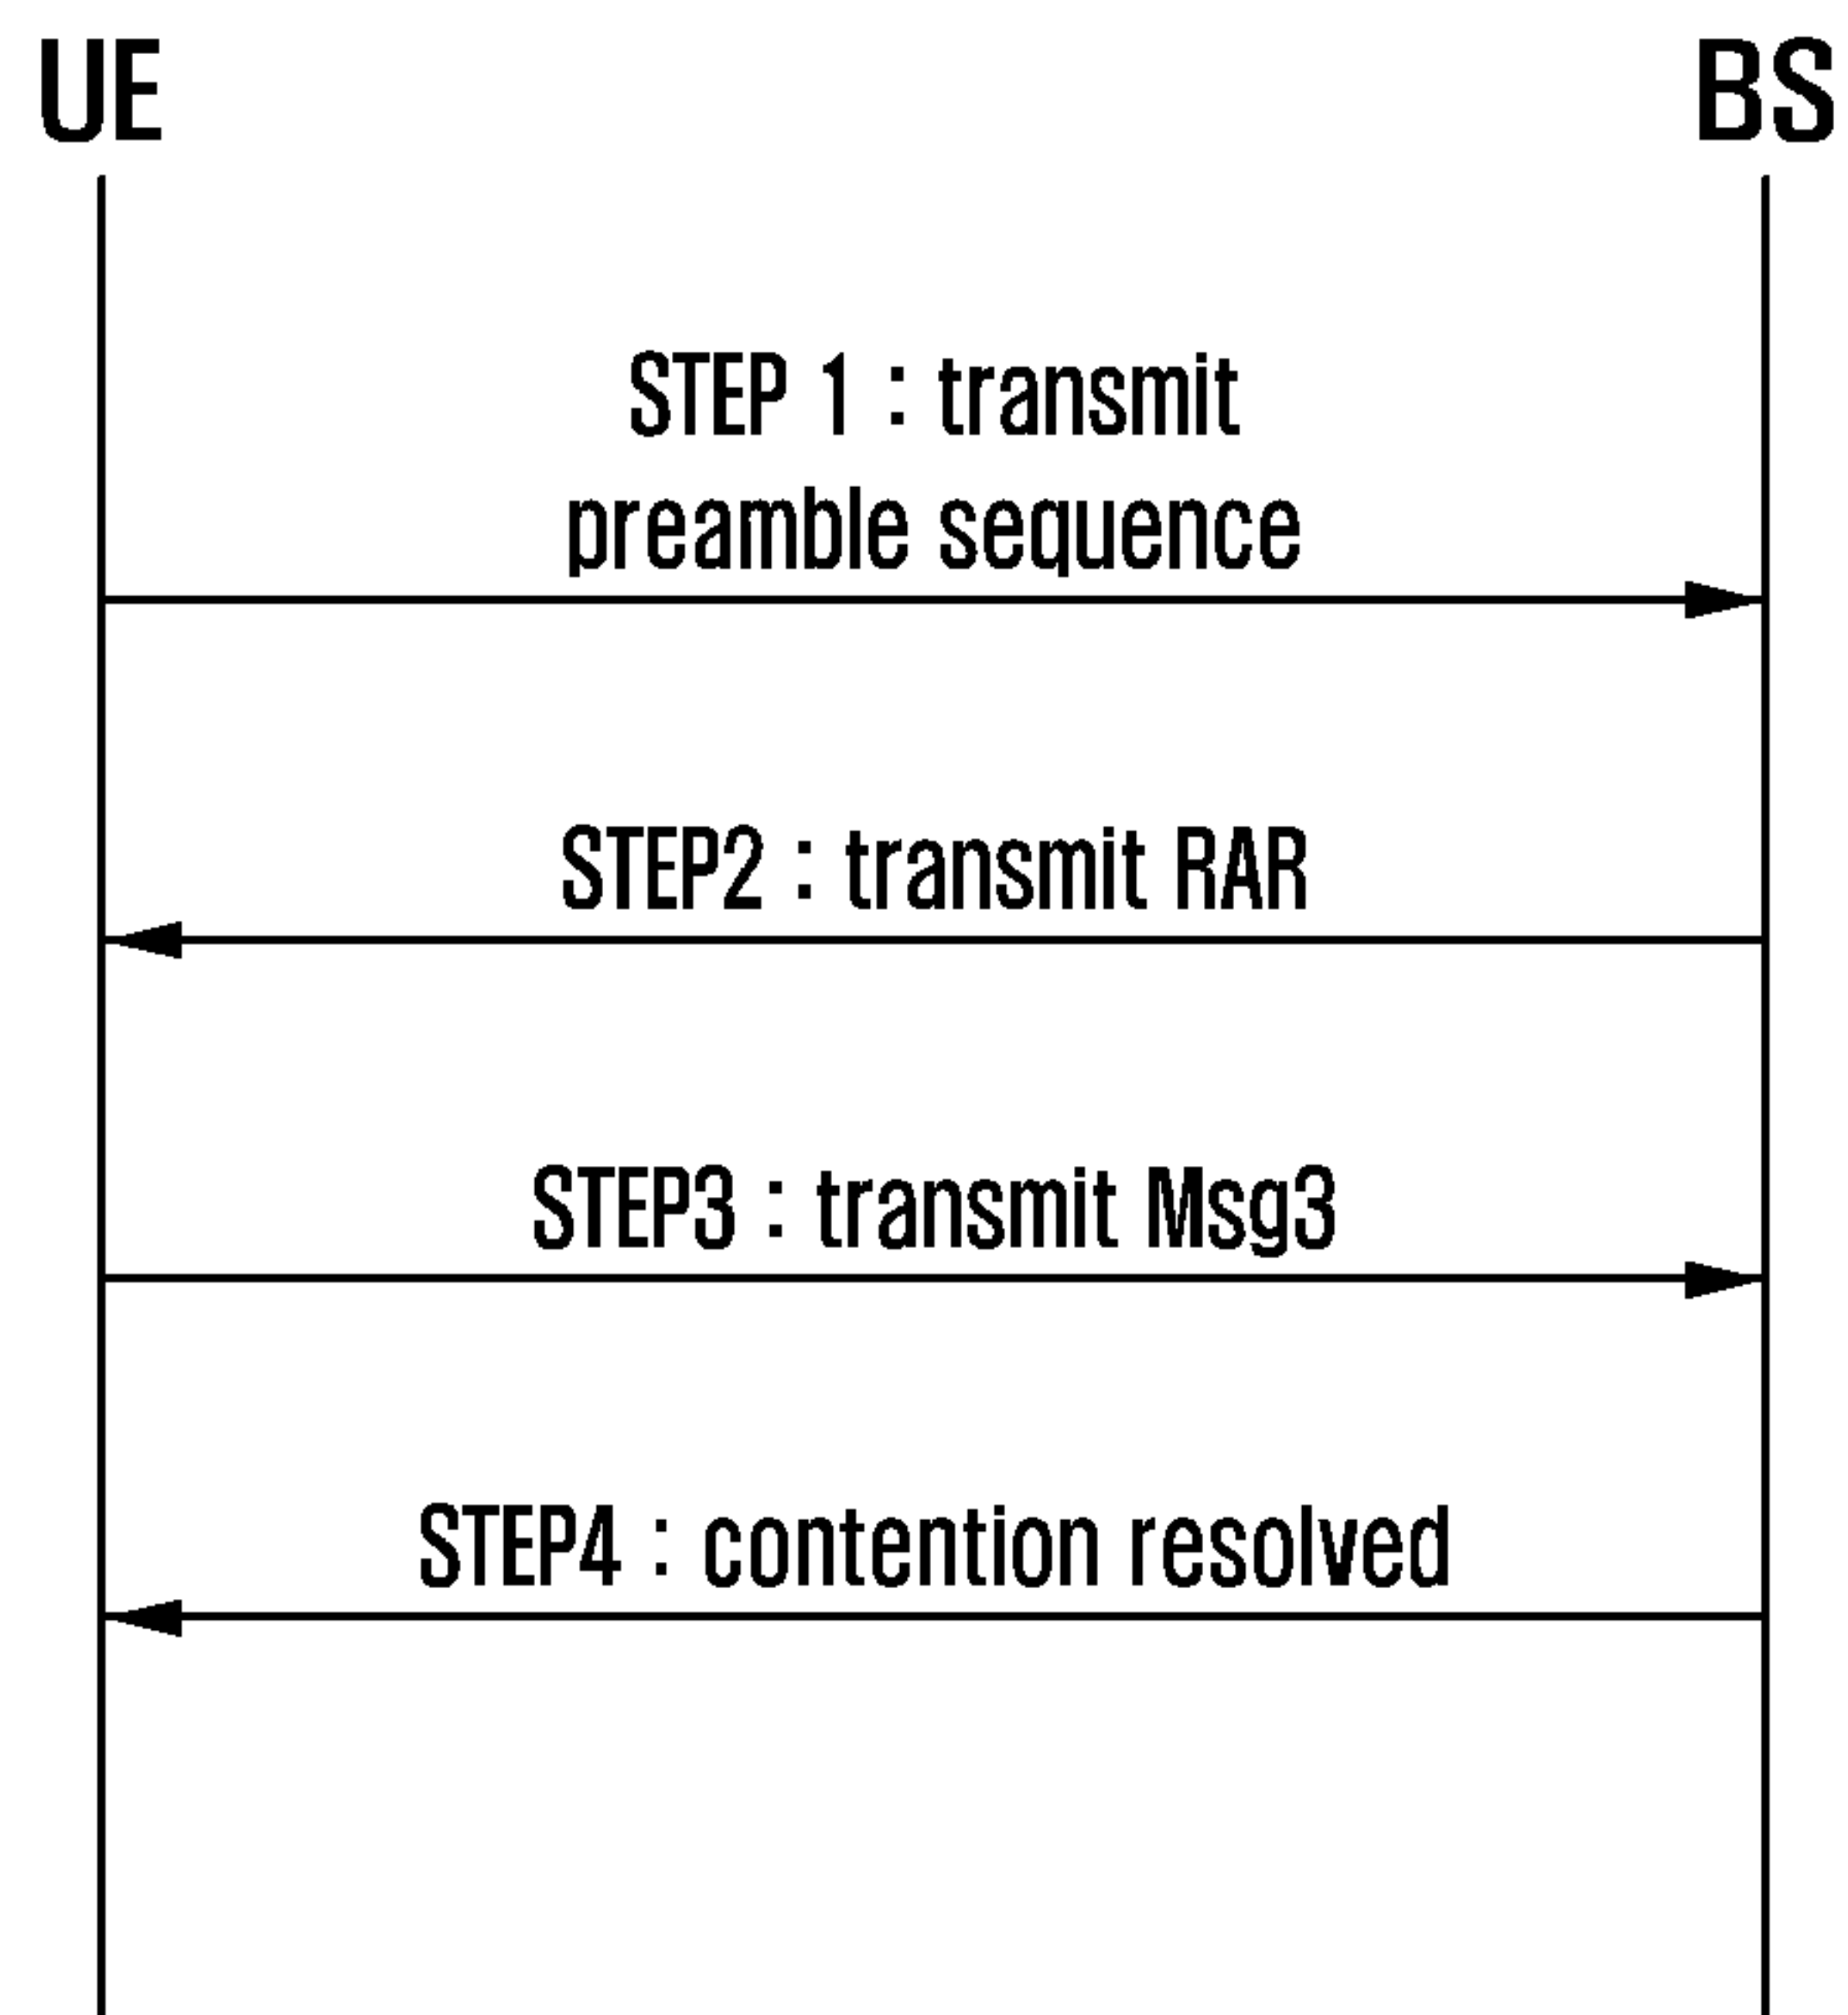 UE
BS
STEP 1 : transmit
preamble sequence
STEP2 : transmit RAR
STEP3 : transmit Msg3
STEP4 : contention resolved